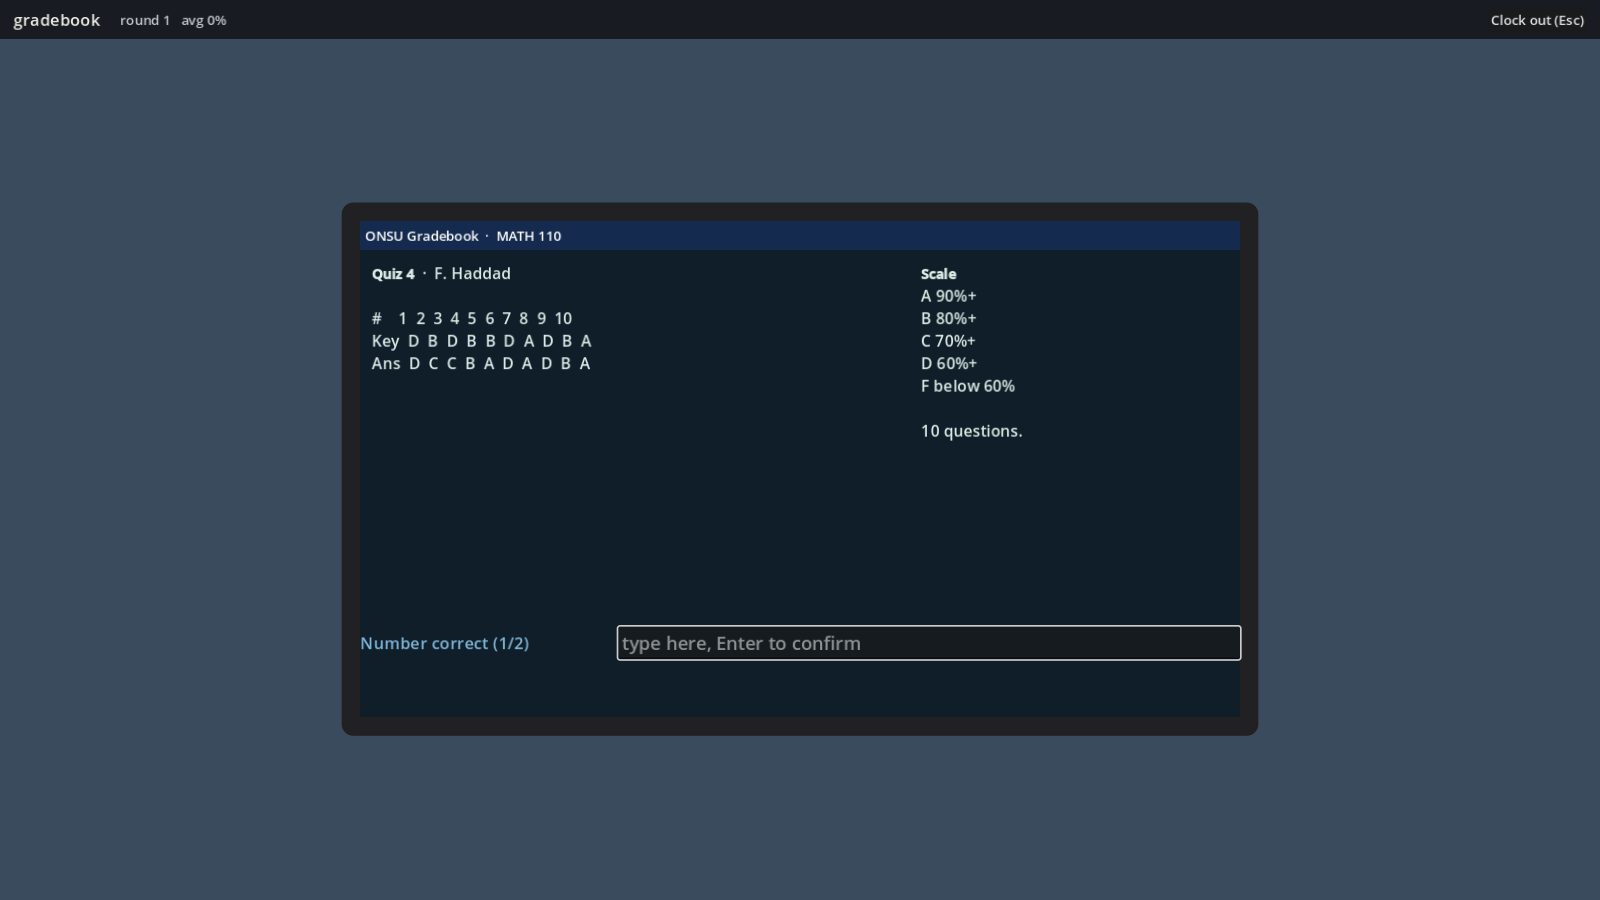 gradebook round 1 avg 0% Clock out (Esc)
ONSU Gradebook · MATH 110
Quiz 4 · F. Haddad
# 1 2 3 4 5 6 7 8 9 10
Key D B D B B D A D B A
Ans D C C B A D A D B A
Scale
A 90%+
B 80%+
C 70%+
D 60%+
F below 60%
10 questions.
Number correct (1/2) type here, Enter to confirm